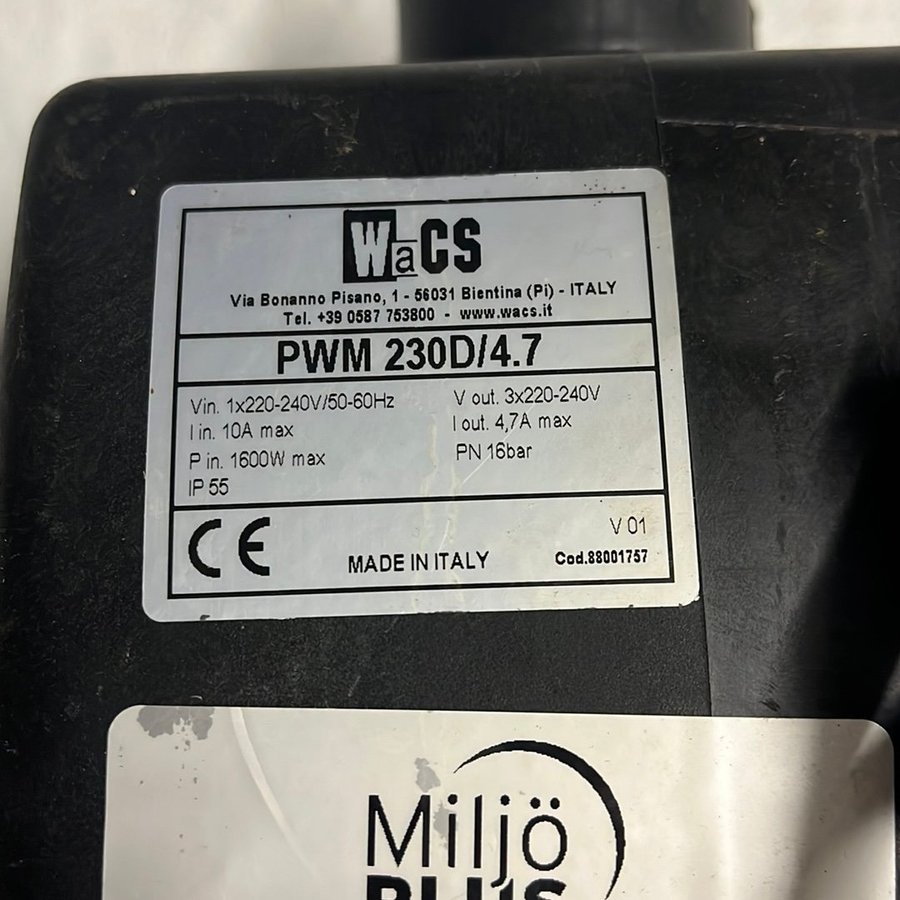 WaCS
Via Bonanno Pisano, 1 - 56031 Bientina (Pi) - ITALY
Tel. +39 0587 753800 - www.wacs.it
PWM 230D/4.7
Vin. 1x220-240V/50-60Hz
V out. 3x220-240V
I in. 10A max
I out. 4,7A max
P in. 1600W max
PN 16bar
IP 55
CE
V 01
MADE IN ITALY
Cod.88001757
Miljö
PLUS